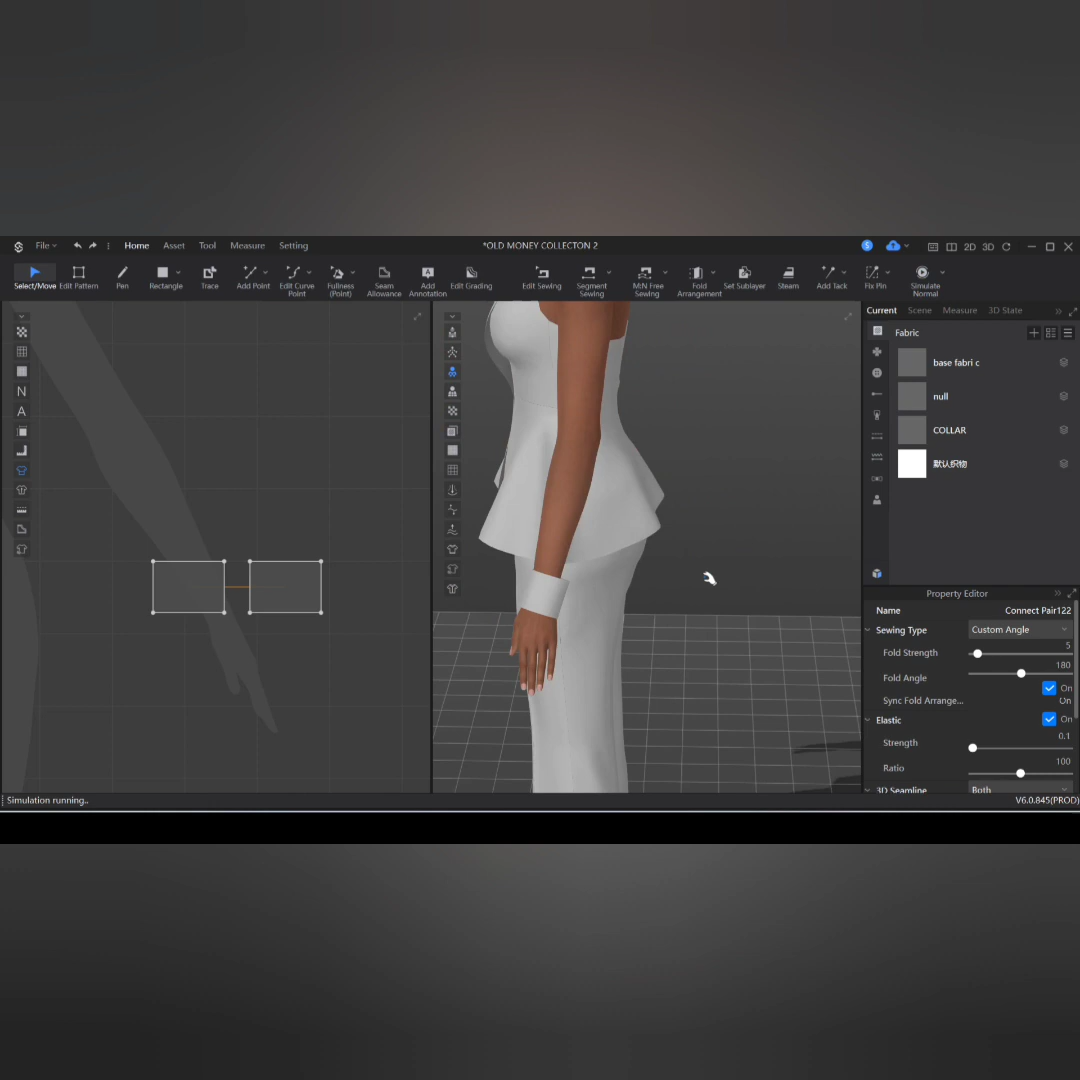 File
Home
Asset
Tool
Measure
Setting
*OLD MONEY COLLECTON 2
S
2D
3D
Select/Move
Edit Pattern
Pen
Rectangle
Trace
Add Point
Edit Curve
Point
Fullness
(Point)
Seam
Allowance
Add
Annotation
Edit Grading
Edit Sewing
Segment
Sewing
M:N Free
Sewing
Fold
Arrangement
Set Sublayer
Steam
Add Tack
Fix Pin
Simulate
Normal
N
A
Current
Scene
Measure
3D State
Fabric
base fabri c
null
COLLAR
默认织物
Property Editor
Name
Connect Pair122
Sewing Type
Custom Angle
Fold Strength
5
Fold Angle
180
On
Sync Fold Arrange...
On
Elastic
On
Strength
0.1
Ratio
100
3D Seamline
Both
Simulation running..
V6.0.845(PROD)